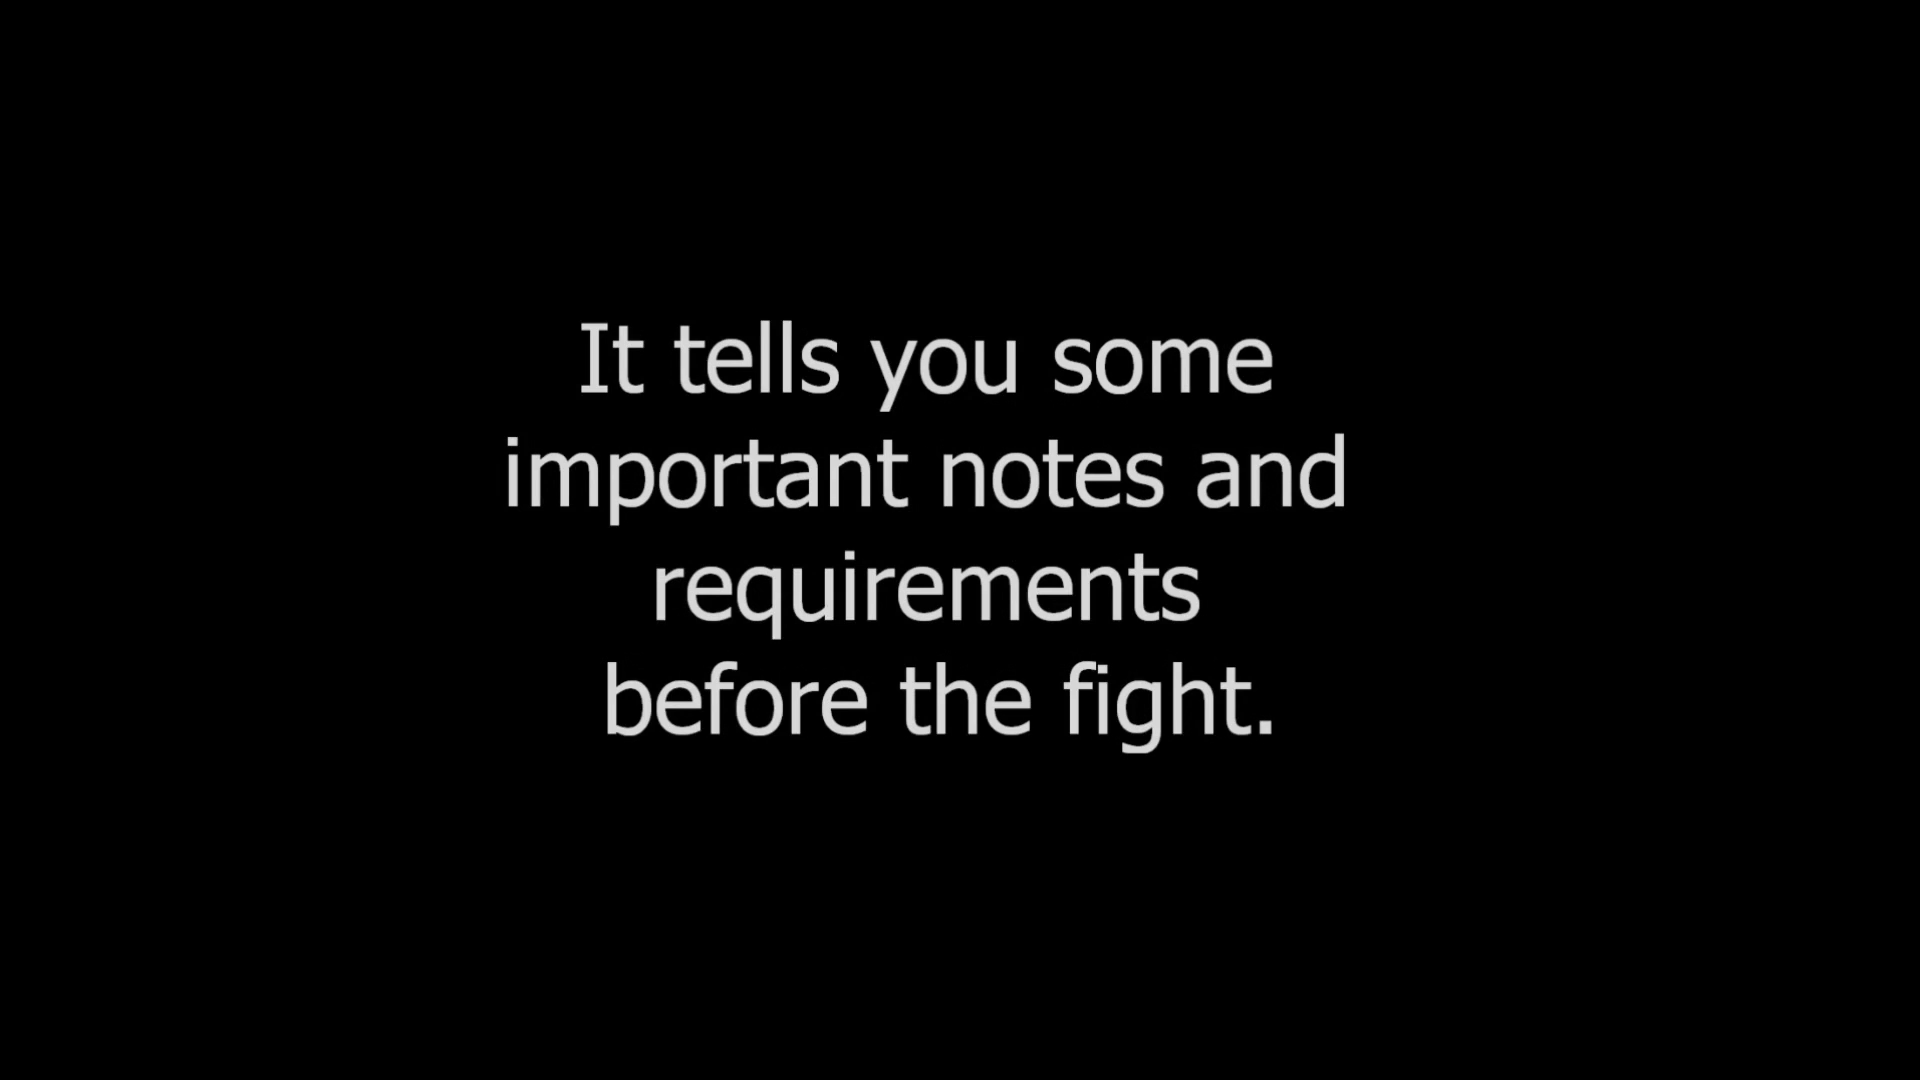 It tells you some
important notes and
requirements
before the fight.